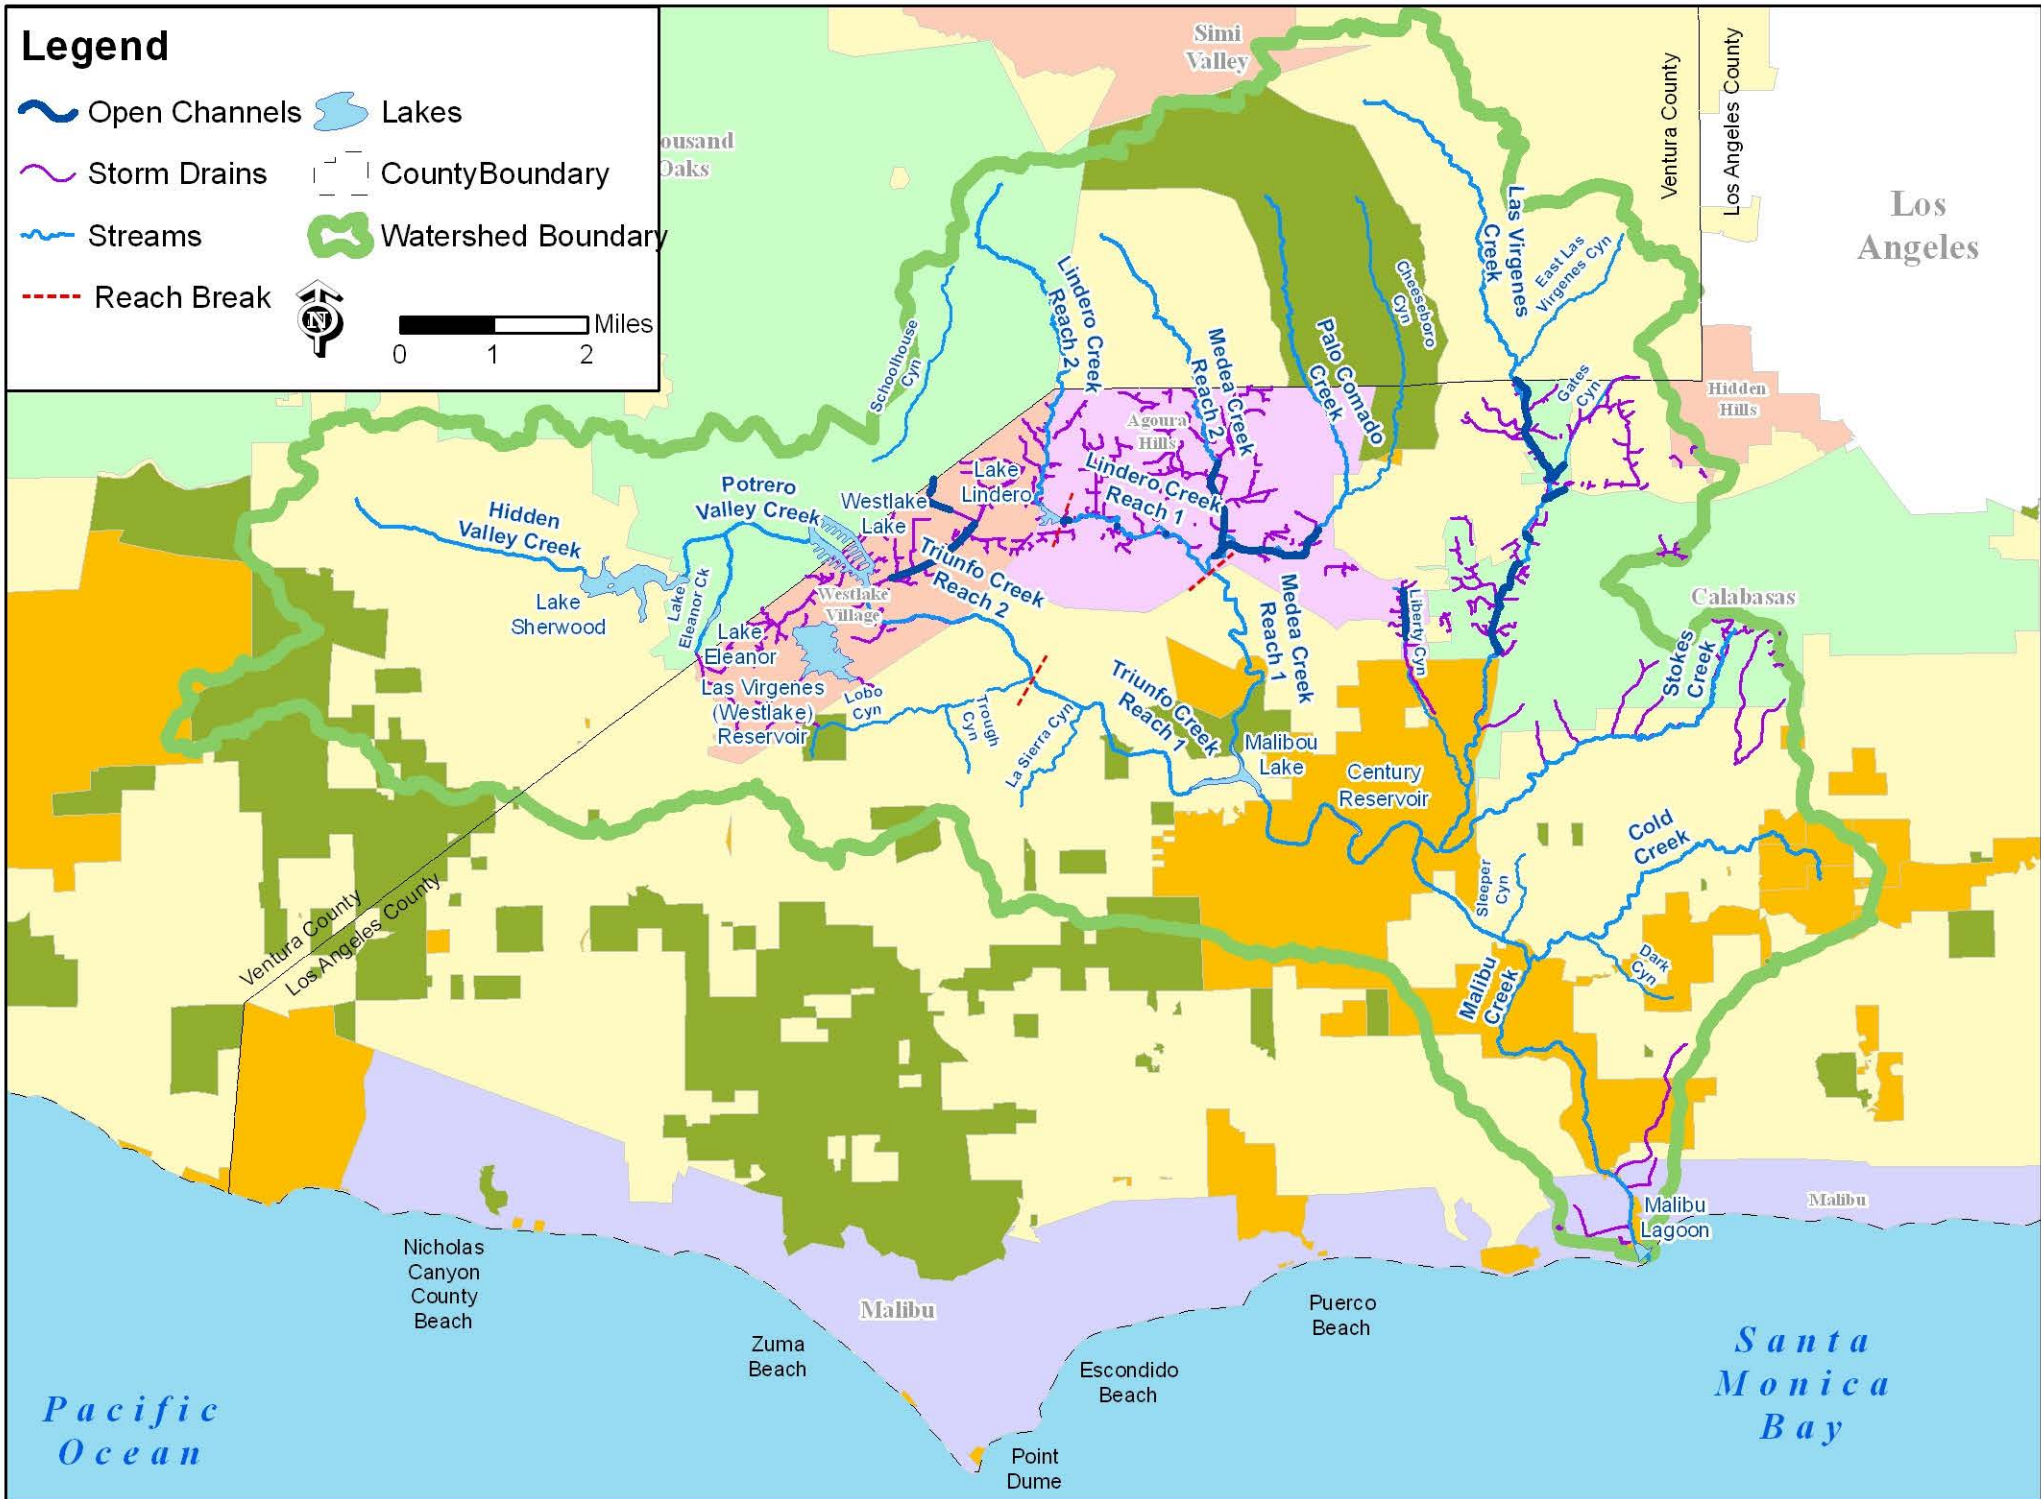 Legend
Open Channels
Lakes
Storm Drains
CountyBoundary
Streams
Watershed Boundary
Reach Break
N
Miles
0 1 2
Simi
Valley
ousand
Oaks
Ventura County
Los Angeles County
Los
Angeles
Las Virgenes
Creek
East Las
Virgenes Cyn
Cheeseboro
Cyn
Lindero Creek
Reach 2
Schoolhouse
Cyn
Medea Creek
Reach 2
Palo Comado
Creek
Gates
Cyn
Hidden
Hills
Agoura
Hills
Lake
Lindero
Lindero Creek
Reach 1
Potrero
Valley Creek
Westlake
Lake
Hidden
Valley Creek
Triunfo Creek
Reach 2
Lake
Sherwood
Lake
Eleanor Ck
Westlake
Village
Lake
Eleanor
Medea Creek
Reach 1
Liberty Cyn
Calabasas
Stokes
Creek
Las Virgenes
(Westlake)
Reservoir
Lobo
Cyn
Trough
Cyn
La Sierra Cyn
Triunfo Creek
Reach 1
Malibou
Lake
Century
Reservoir
Cold
Creek
Sleeper
Cyn
Dark
Cyn
Malibu
Creek
Ventura County
Los Angeles County
Malibu
Lagoon
Malibu
Nicholas
Canyon
County
Beach
Malibu
Zuma
Beach
Escondido
Beach
Puerco
Beach
Point
Dume
Pacific
Ocean
Santa
Monica
Bay